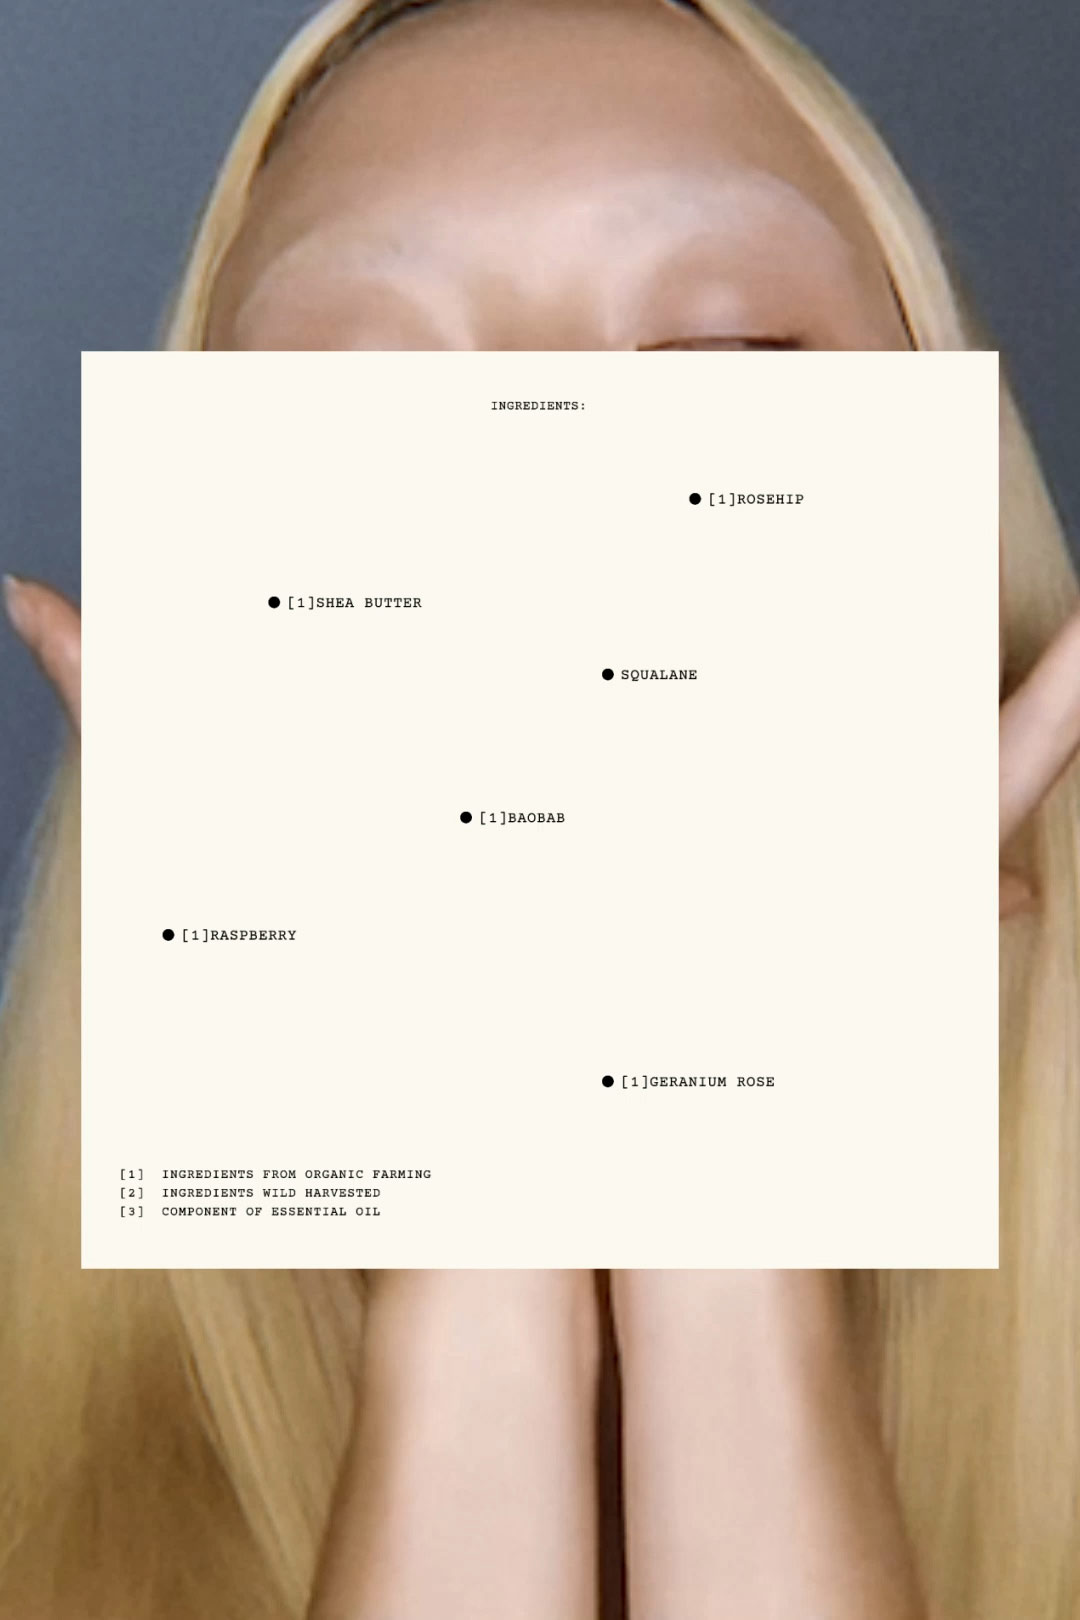 INGREDIENTS:
[1]ROSEHIP
[1]SHEA BUTTER
SQUALANE
[1]BAOBAB
[1]RASPBERRY
[1]GERANIUM ROSE
[1] INGREDIENTS FROM ORGANIC FARMING
[2] INGREDIENTS WILD HARVESTED
[3] COMPONENT OF ESSENTIAL OIL